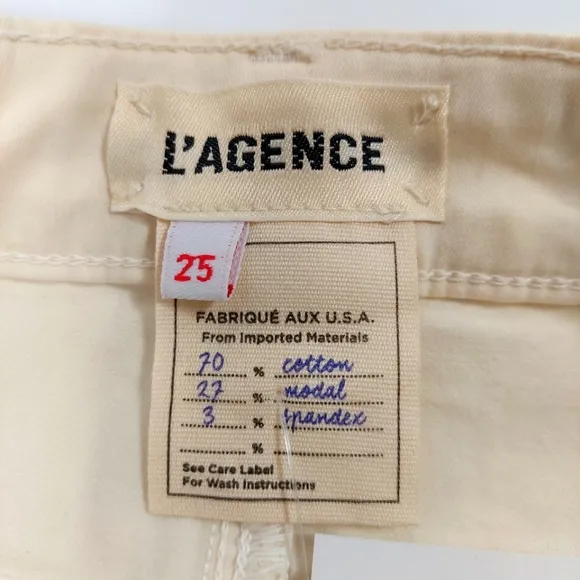 L'AGENCE
25
FABRIQUÉ AUX U.S.A.
From Imported Materials
70 % cotton
27 % modal
3 % spandex
%
See Care Label
For Wash Instructions